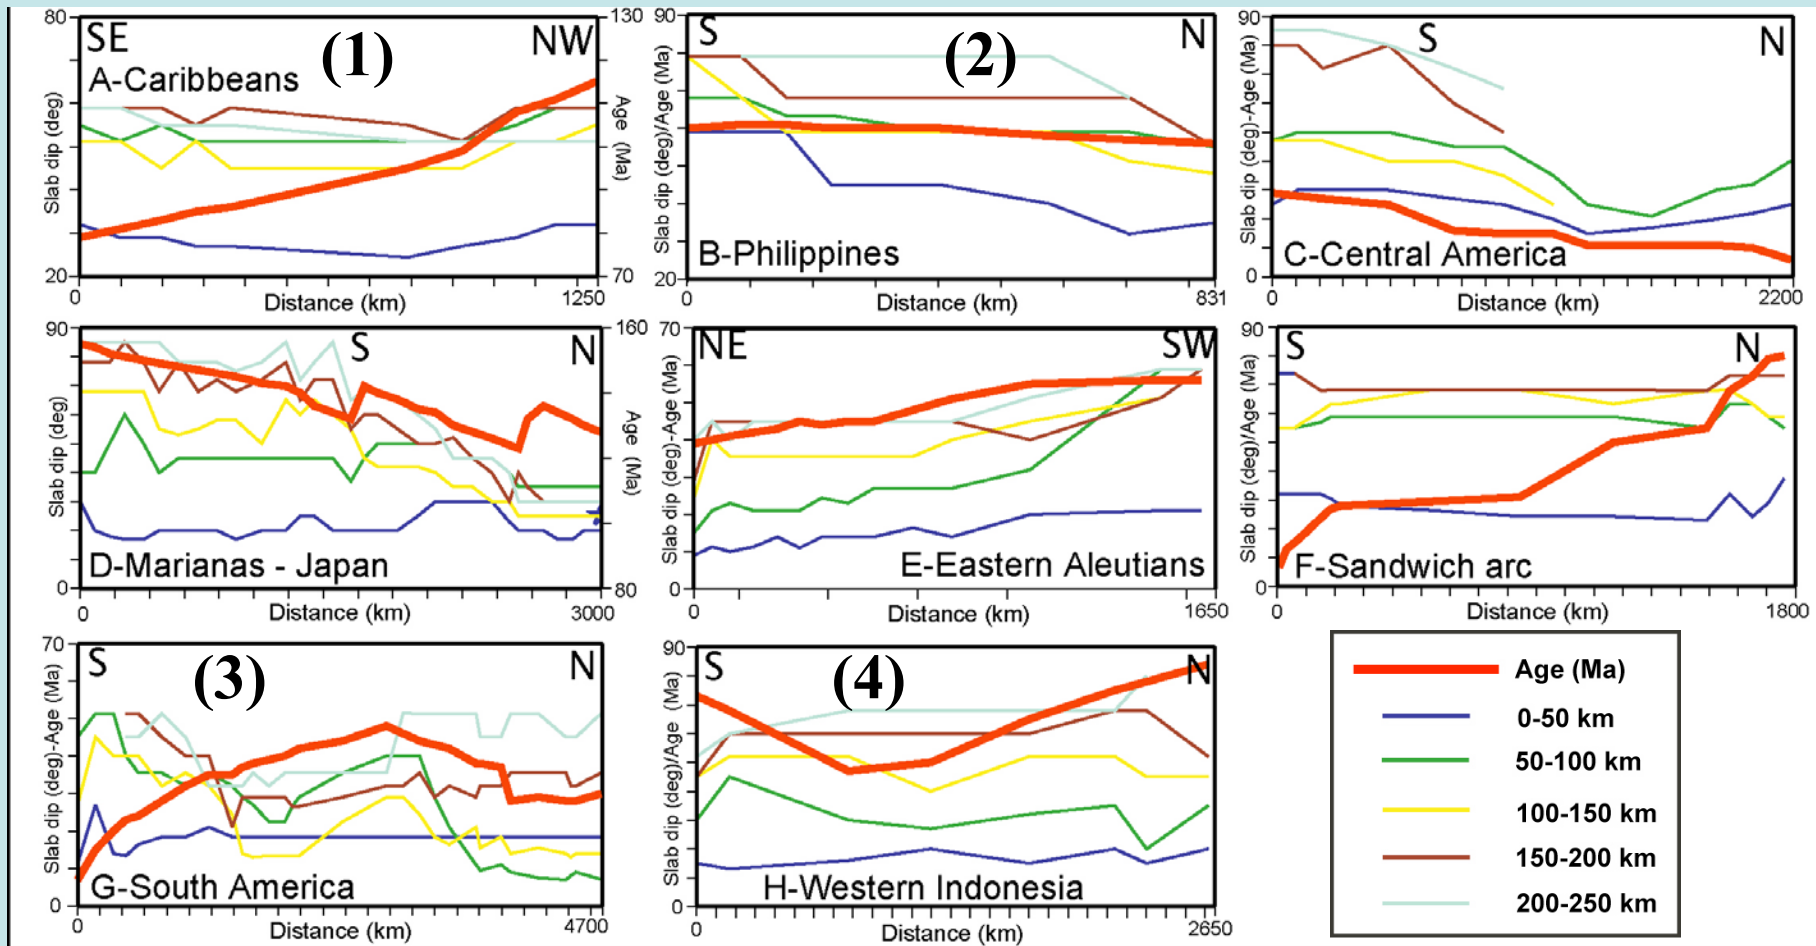 80
SE
(1)
NW
130
A-Caribbeans
Slab dip (deg)
Age (Ma)
20
70
0
Distance (km)
1250
90
S
(2)
N
Slab dip (deg)/Age (Ma)
B-Philippines
20
0
Distance (km)
831
90
S
N
Slab dip (deg)-Age (Ma)
C-Central America
0
0
Distance (km)
2200
90
S
N
160
Slab dip (deg)
Age (Ma)
D-Marianas - Japan
0
80
0
Distance (km)
3000
70
NE
SW
Slab dip (deg)-Age (Ma)
E-Eastern Aleutians
0
0
Distance (km)
1650
90
S
N
Slab dip (deg)/Age (Ma)
F-Sandwich arc
0
0
Distance (km)
1800
70
S
(3)
N
Slab dip (deg)-Age (Ma)
G-South America
0
0
Distance (km)
4700
90
S
(4)
N
Slab dip (deg)/Age (Ma)
H-Western Indonesia
0
0
Distance (km)
2650
Age (Ma)
0-50 km
50-100 km
100-150 km
150-200 km
200-250 km